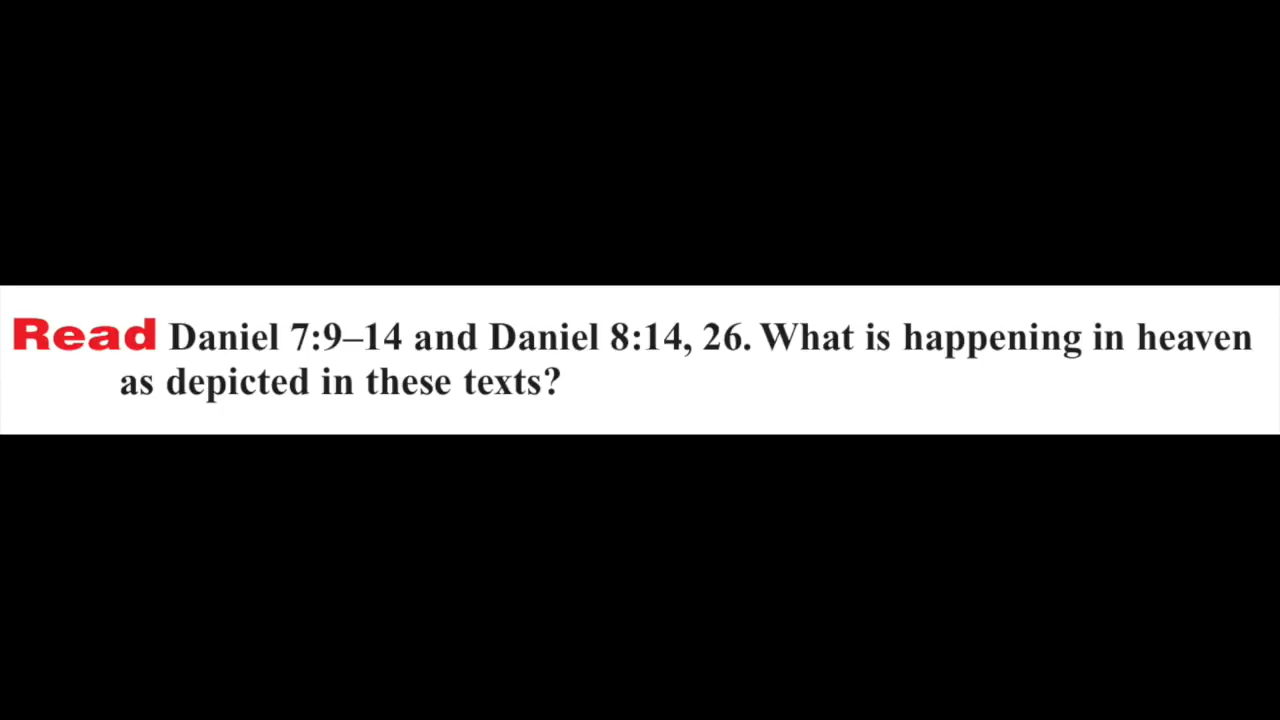 Read Daniel 7:9–14 and Daniel 8:14, 26. What is happening in heaven
as depicted in these texts?